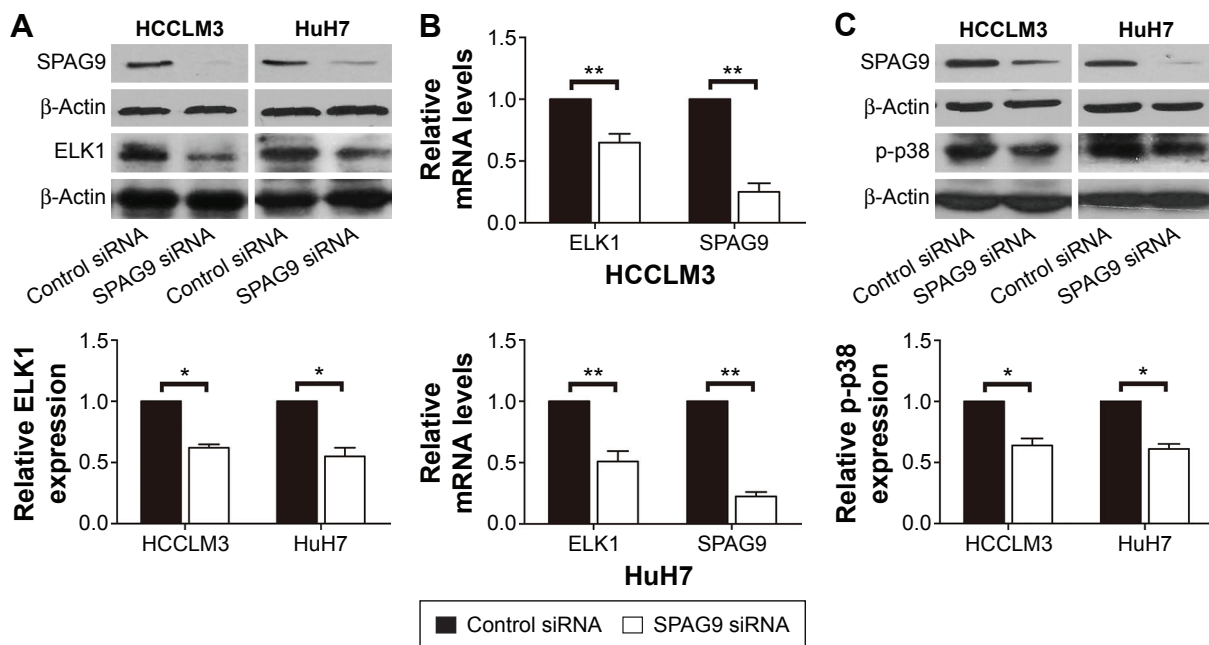 A
HCCLM3 HuH7
SPAG9
β-Actin
ELK1
β-Actin
Control siRNA
SPAG9 siRNA
Control siRNA
SPAG9 siRNA
Relative ELK1
expression
1.5
1.0
0.5
0.0
* *
HCCLM3 HuH7
B
Relative
mRNA levels
1.5
1.0
0.5
0.0
** **
ELK1 SPAG9
HCCLM3
Relative
mRNA levels
1.5
1.0
0.5
0.0
** **
ELK1 SPAG9
HuH7
C
HCCLM3 HuH7
SPAG9
β-Actin
p-p38
β-Actin
Control siRNA
SPAG9 siRNA
Control siRNA
SPAG9 siRNA
Relative p-p38
expression
1.5
1.0
0.5
0.0
* *
HCCLM3 HuH7
Control siRNA SPAG9 siRNA